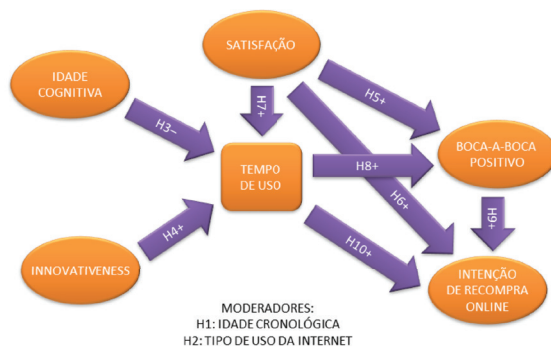 SATISFAÇÃO
IDADE
COGNITIVA
H3–
H7+
H5+
TEMPO
DE USO
H8+
BOCA-A-BOCA
POSITIVO
H6+
H9+
H4+
H10+
INNOVATIVENESS
INTENÇÃO
DE RECOMPRA
ONLINE
MODERADORES:
H1: IDADE CRONOLÓGICA
H2: TIPO DE USO DA INTERNET